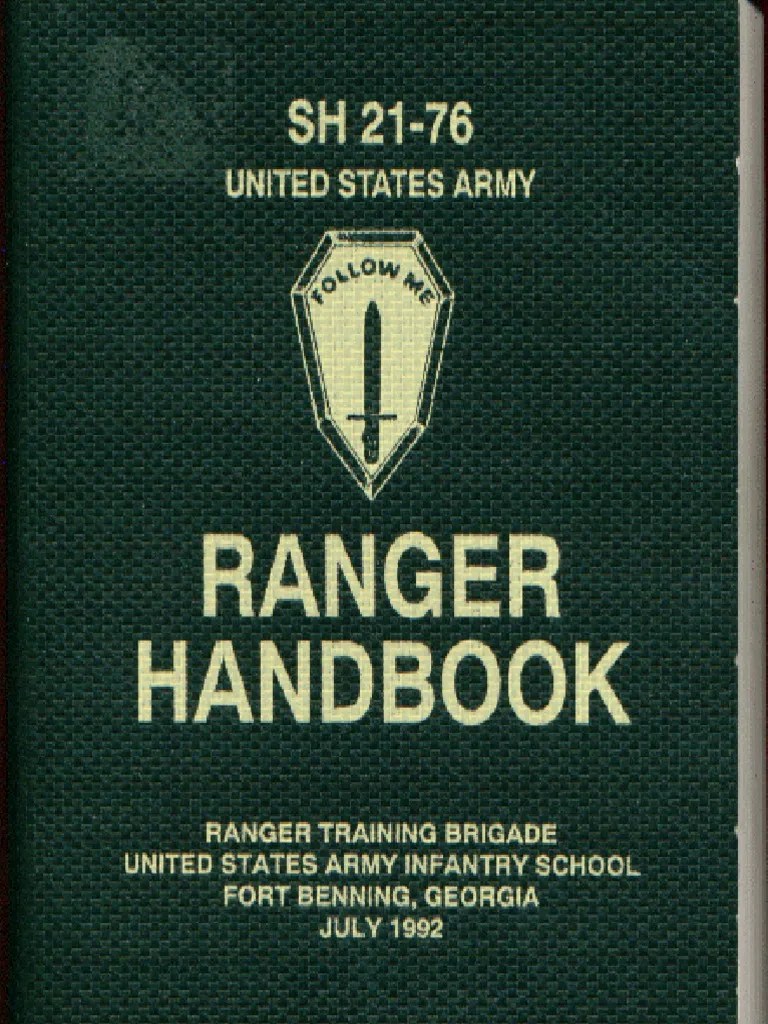 SH 21-76
UNITED STATES ARMY
FOLLOW ME
RANGER
HANDBOOK
RANGER TRAINING BRIGADE
UNITED STATES ARMY INFANTRY SCHOOL
FORT BENNING, GEORGIA
JULY 1992